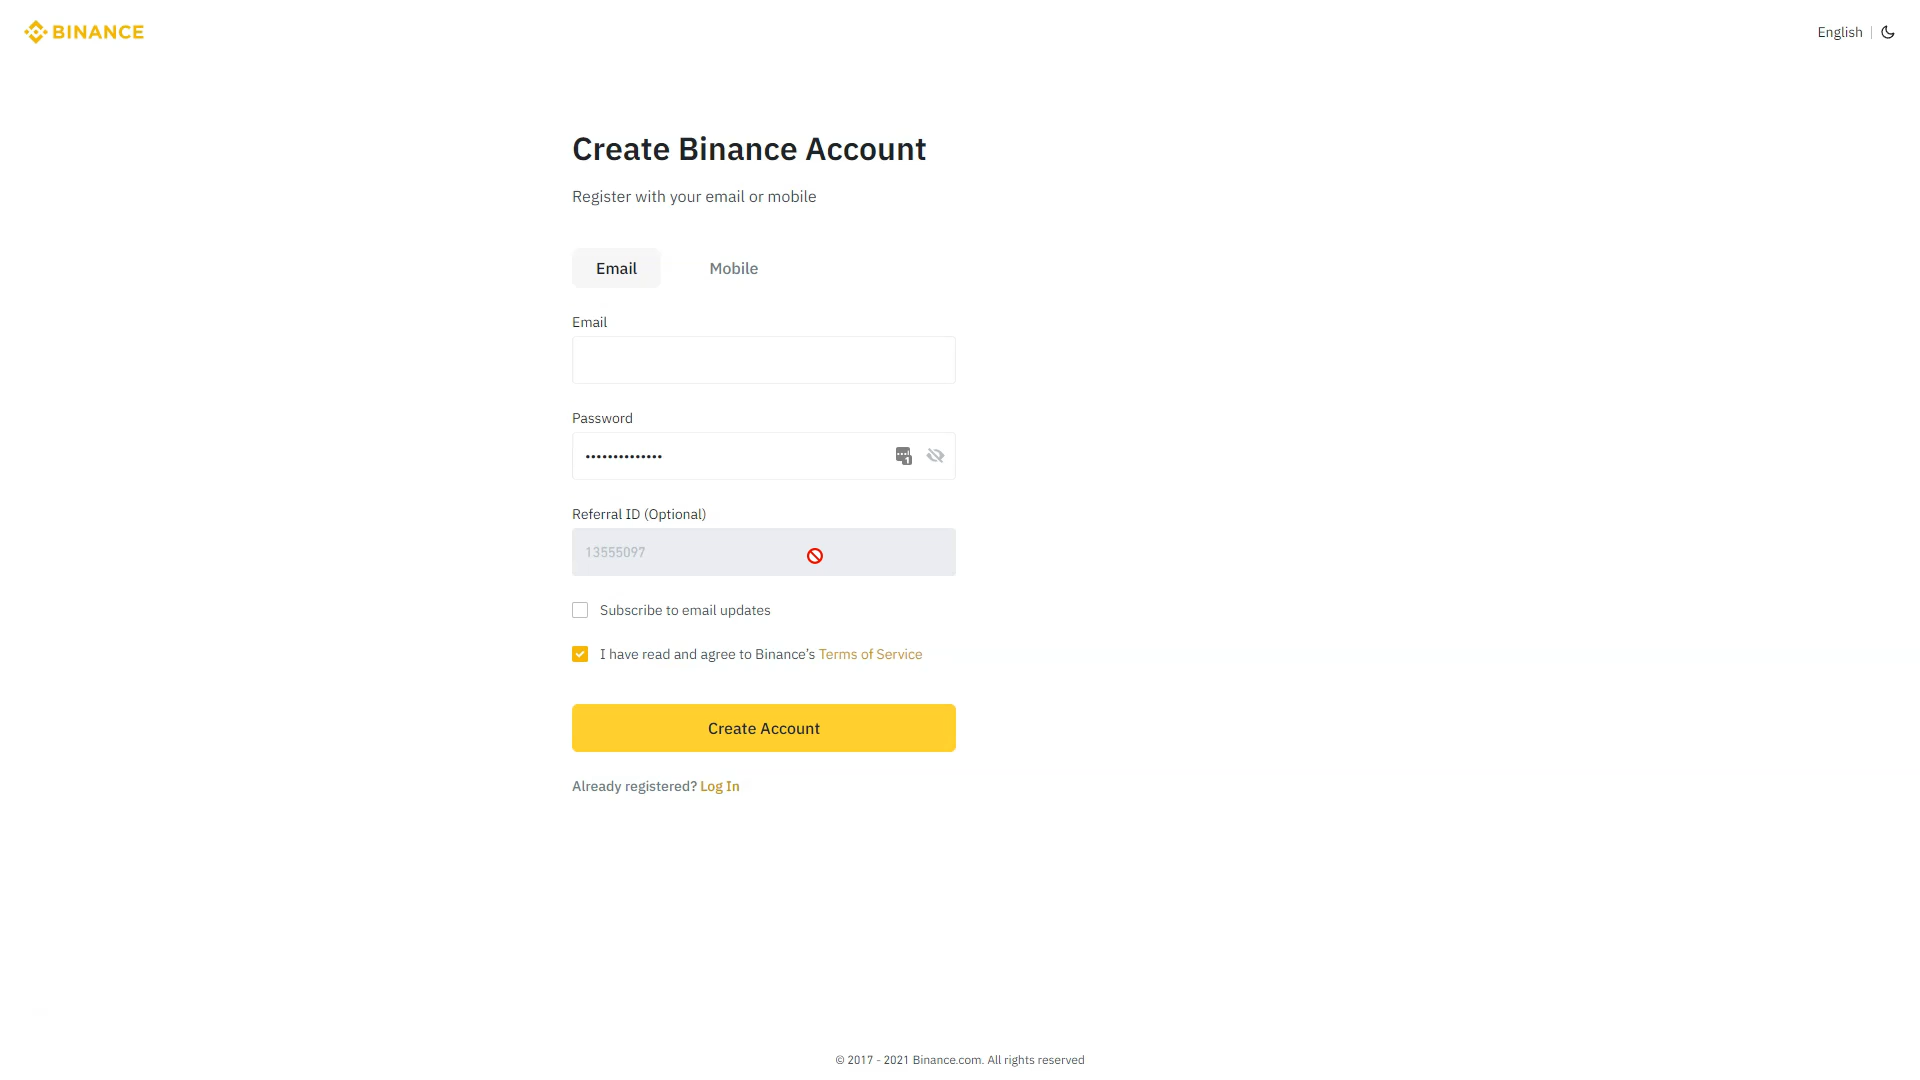 BINANCE
English
Create Binance Account
Register with your email or mobile
Email
Mobile
Email
Password
••••••••••••••
Referral ID (Optional)
13555097
Subscribe to email updates
I have read and agree to Binance’s Terms of Service
Create Account
Already registered? Log In
© 2017 - 2021 Binance.com. All rights reserved